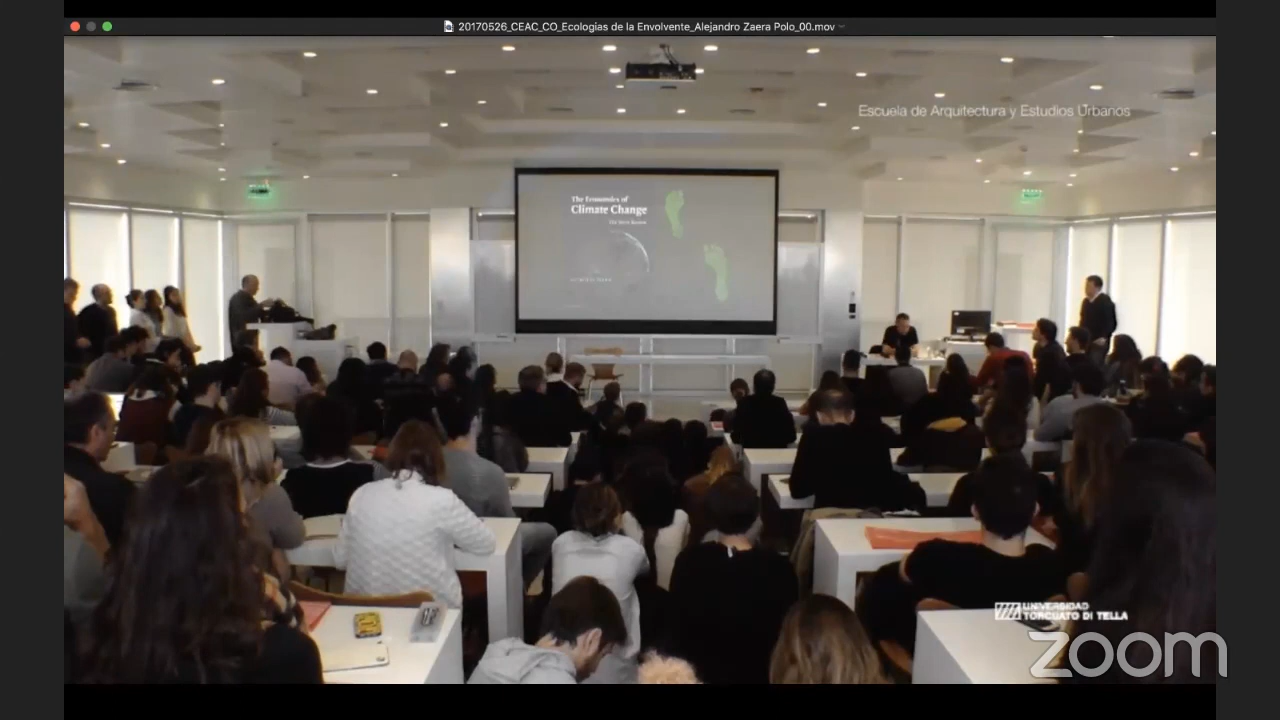 20170526_CEAC_CO_Ecologias de la Envolvente_Alejandro Zaera Polo_00.mov
Escuela de Arquitectura y Estudios Urbanos
The Economics of
Climate Change
UNIVERSIDAD
TORCUATO DI TELLA
zoom